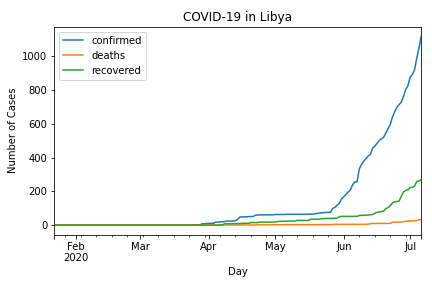 COVID-19 in Libya
confirmed
deaths
recovered
Number of Cases
1000
800
600
400
200
0
Feb Mar Apr May Jun Jul
2020
Day